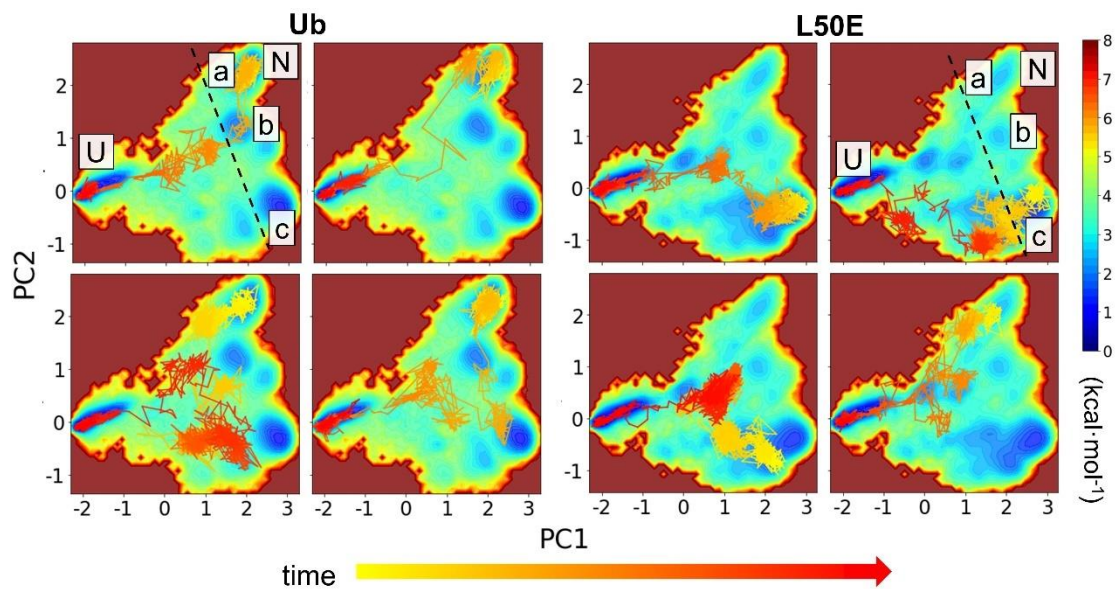 Ub L50E
a N a N 8
2 7
b b 6
1
U U 5
0
c c 4
-1
PC2 3
2 2
1 1
0 0
-1
-2 -1 0 1 2 3 -2 -1 0 1 2 3 -2 -1 0 1 2 3 -2 -1 0 1 2 3
(kcal·mol-1)
PC1
time